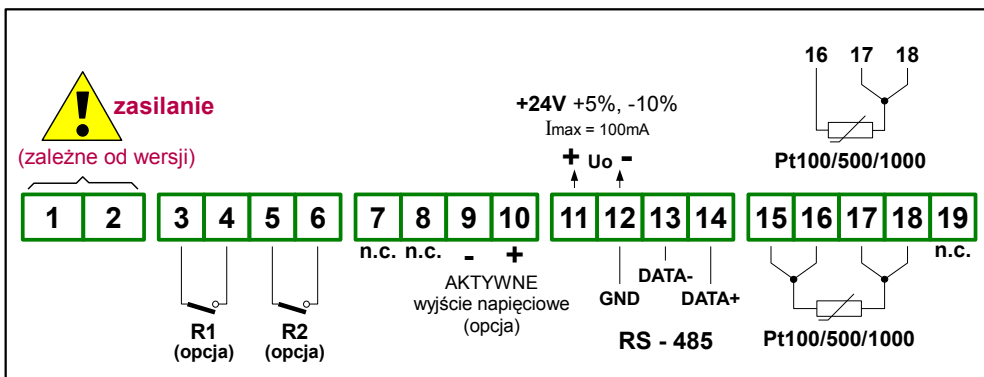 16 17 18
zasilanie
(zależne od wersji)
+24V +5%, -10%
Imax = 100mA
+ Uo -
Pt100/500/1000
1 2 3 4 5 6 7 8 9 10 11 12 13 14 15 16 17 18 19
n.c. n.c. - + n.c.
AKTYWNE
wyjście napięciowe
(opcja)
GND DATA- DATA+
R1
(opcja)
R2
(opcja)
RS - 485
Pt100/500/1000